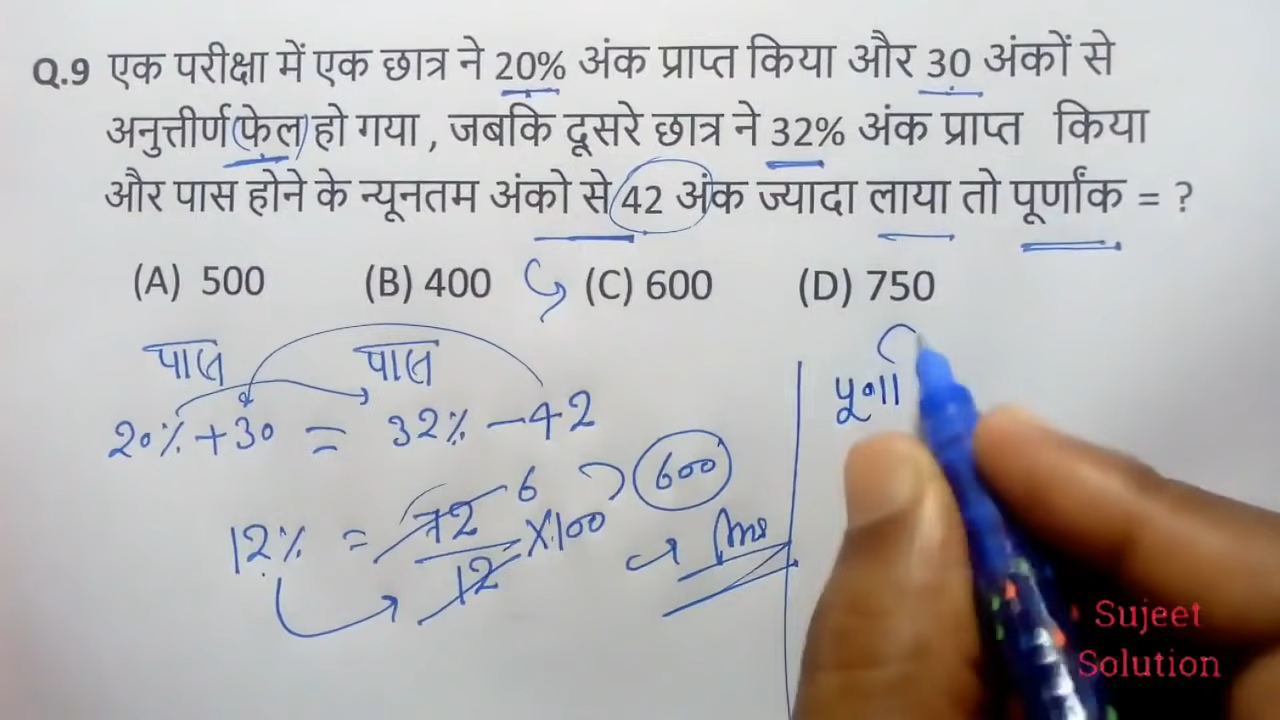 Q.9 एक परीक्षा में एक छात्र ने 20% अंक प्राप्त किया और 30 अंकों से
अनुत्तीर्ण (फेल) हो गया , जबकि दूसरे छात्र ने 32% अंक प्राप्त किया
और पास होने के न्यूनतम अंको से 42 अंक ज्यादा लाया तो पूर्णांक = ?
(A) 500 (B) 400 (C) 600 (D) 750
पास पास
20% + 30 = 32% - 42
12% = 72/12 × 100
6
600
Ans
Sujeet
Solution